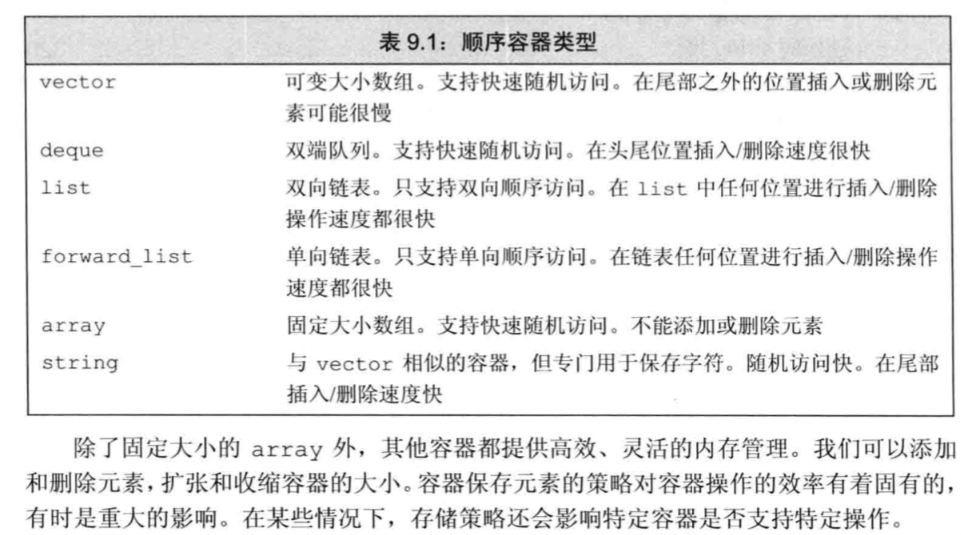 表 9.1：顺序容器类型
vector 可变大小数组。支持快速随机访问。在尾部之外的位置插入或删除元
素可能很慢
deque 双端队列。支持快速随机访问。在头尾位置插入/删除速度很快
list 双向链表。只支持双向顺序访问。在 list 中任何位置进行插入/删除
操作速度都很快
forward_list 单向链表。只支持单向顺序访问。在链表任何位置进行插入/删除操作
速度都很快
array 固定大小数组。支持快速随机访问。不能添加或删除元素
string 与 vector 相似的容器，但专门用于保存字符。随机访问快。在尾部
插入/删除速度快
除了固定大小的 array 外，其他容器都提供高效、灵活的内存管理。我们可以添加
和删除元素，扩张和收缩容器的大小。容器保存元素的策略对容器操作的效率有着固有的，
有时是重大的影响。在某些情况下，存储策略还会影响特定容器是否支持特定操作。